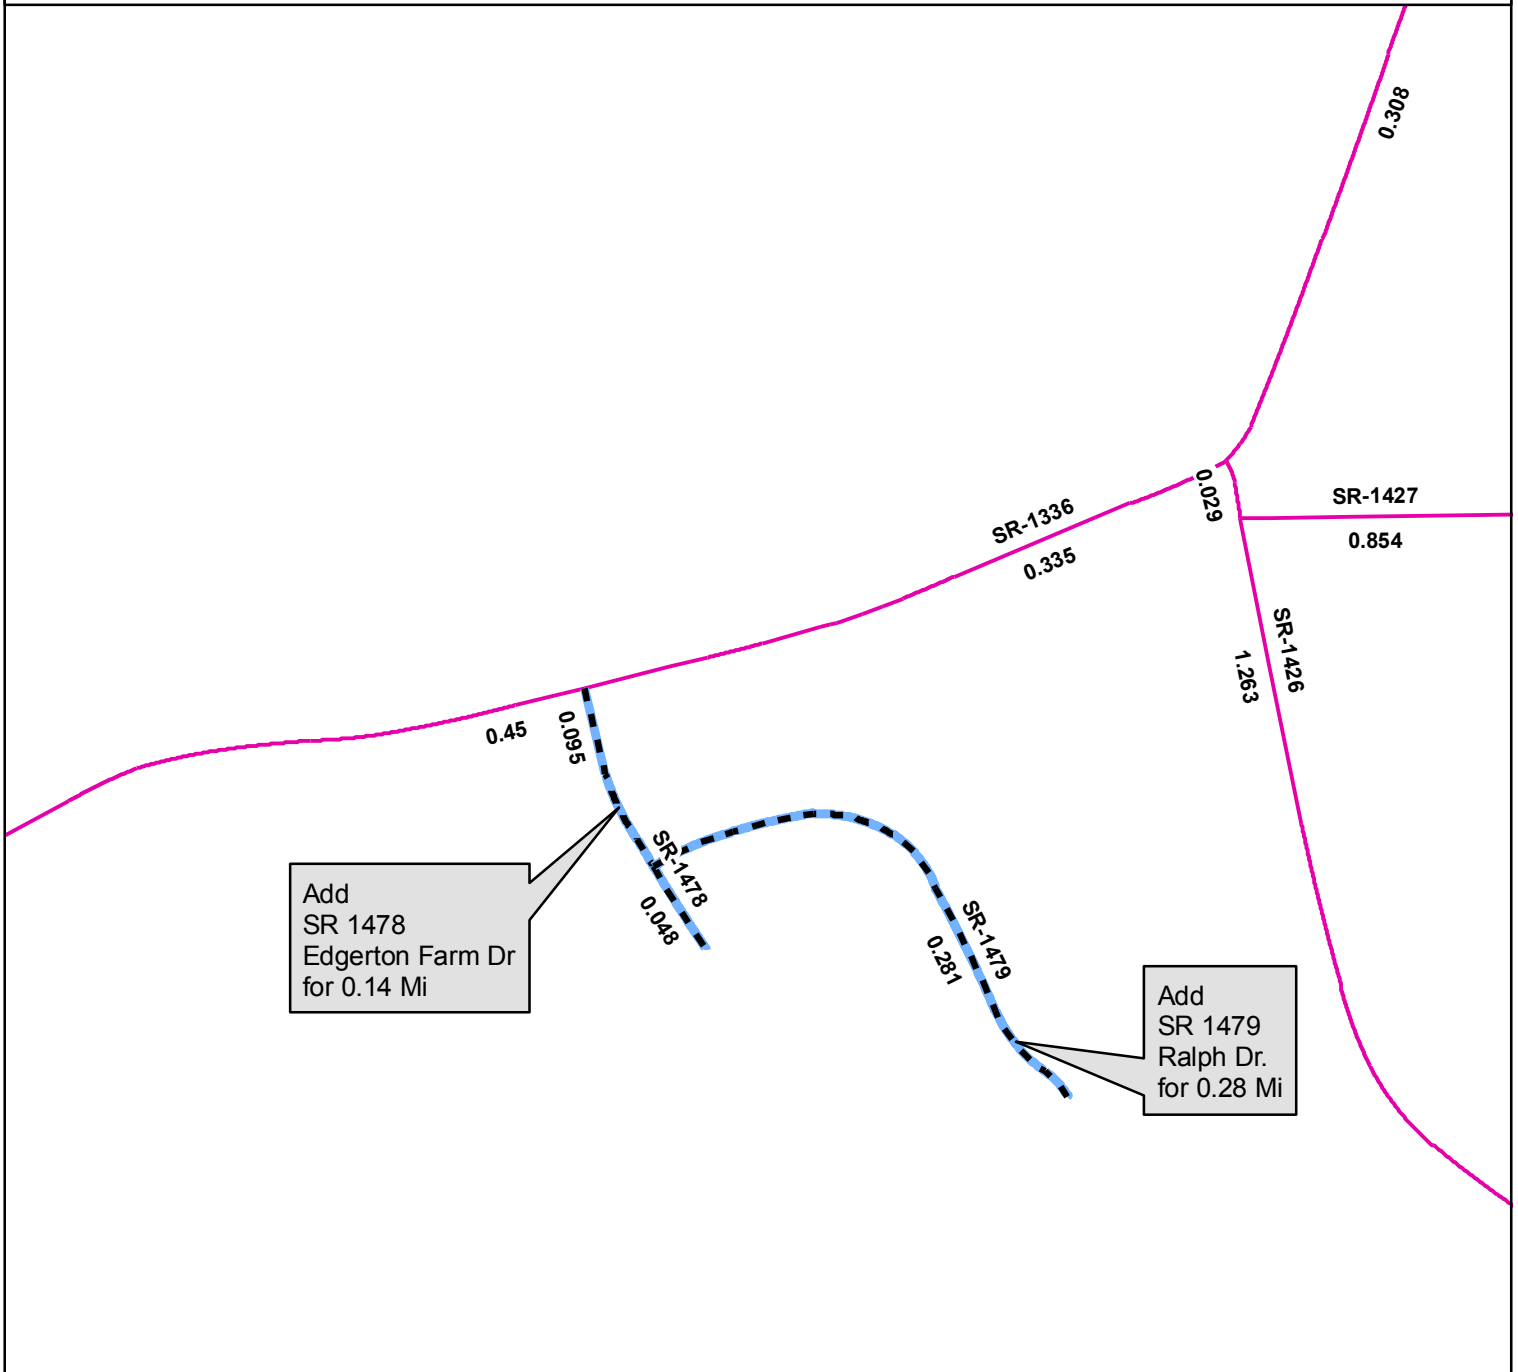 0.308
SR-1427
0.854
0.029
SR-1336
0.335
SR-1426
1.263
0.45
0.095
SR-1478
0.048
Add
SR 1478
Edgerton Farm Dr
for 0.14 Mi
SR-1479
0.281
Add
SR 1479
Ralph Dr.
for 0.28 Mi